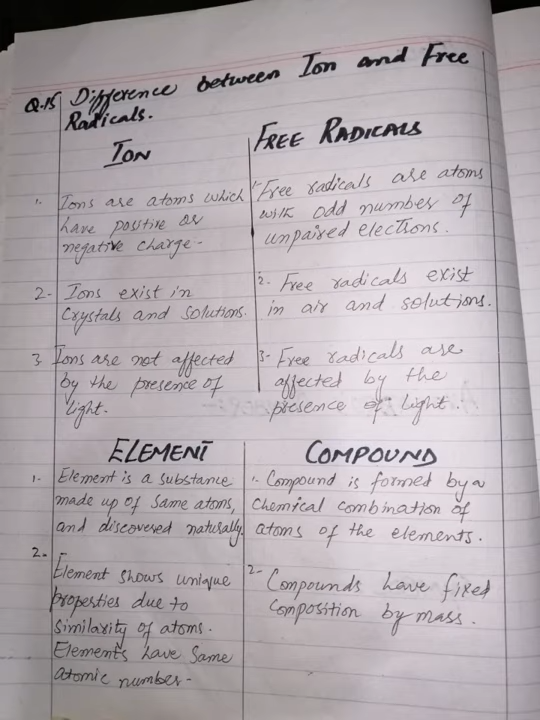 Q.15 Difference between Ion and Free
Radicals.
ION
1. Ions are atoms which
have positive or
negative charge-
2- Ions exist in
Crystals and solutions.
3. Ions are not affected
by the presence of
light.
FREE RADICALS
1- Free radicals are atoms
with odd number of
unpaired electrons.
2- Free radicals exist
in air and solutions.
3- Free radicals are
affected by the
presence of light.
ELEMENT
1- Element is a substance
made up of same atoms,
and discovered naturally.
2- Element shows unique
properties due to
similarity of atoms.
Elements have same
atomic number-
COMPOUND
1- Compound is formed by a
Chemical combination of
atoms of the elements.
2- Compounds have fixed
composition by mass.